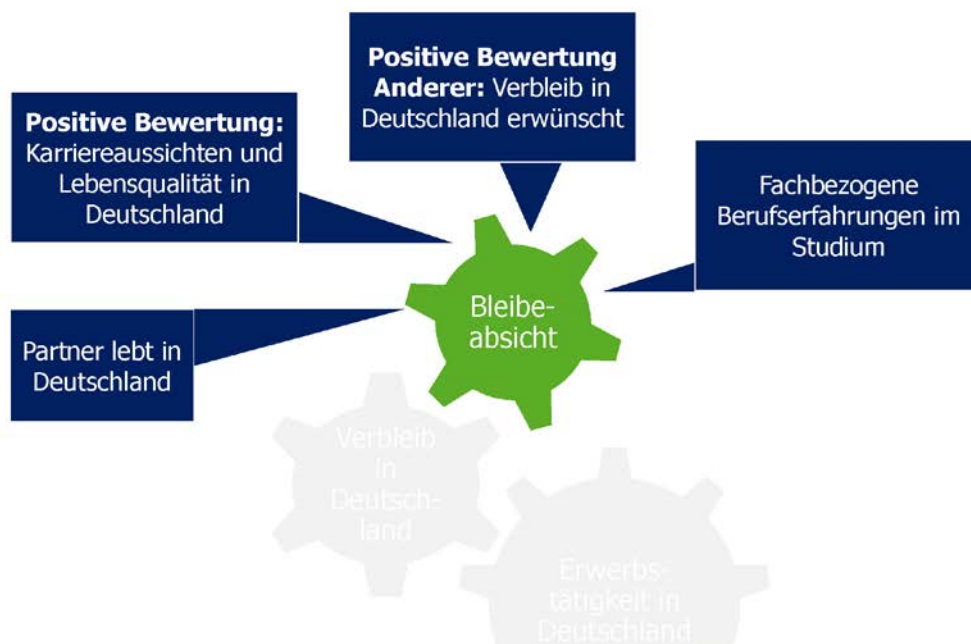 Positive Bewertung
Anderer: Verbleib in
Deutschland erwünscht
Positive Bewertung:
Karriereaussichten und
Lebensqualität in
Deutschland
Fachbezogene
Berufserfahrungen im
Studium
Bleibe-
absicht
Partner lebt in
Deutschland
Verbleib
in
Deutsch-
land
Erwerbs-
tätigkeit in
Deutschland